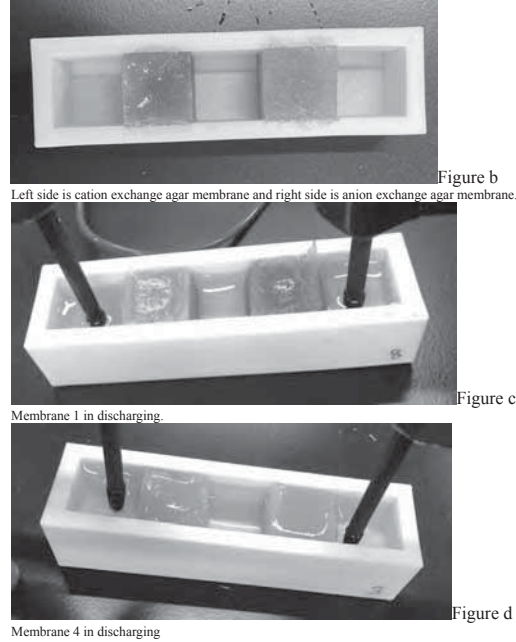 Figure b
Left side is cation exchange agar membrane and right side is anion exchange agar membrane.
Figure c
Membrane 1 in discharging.
Figure d
Membrane 4 in discharging